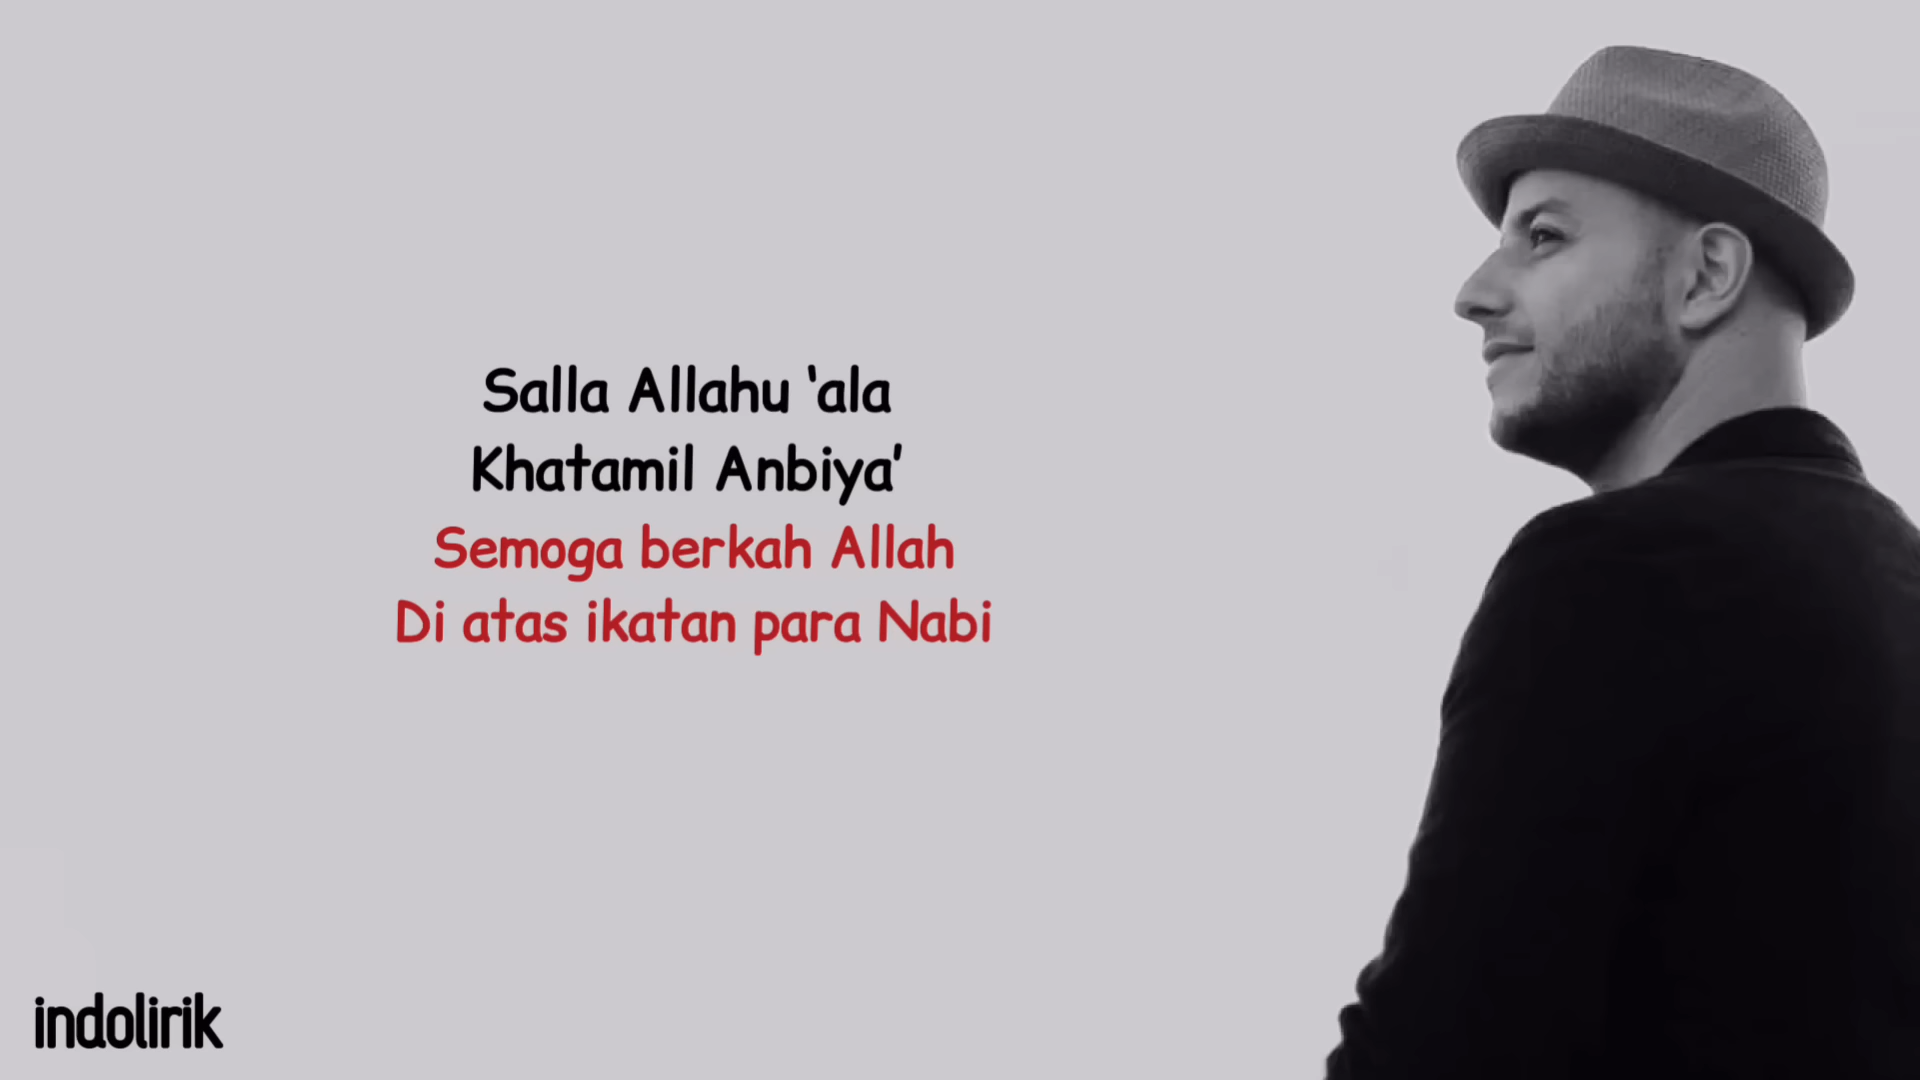 Salla Allahu ‘ala
Khatamil Anbiya’
Semoga berkah Allah
Di atas ikatan para Nabi
indolirik